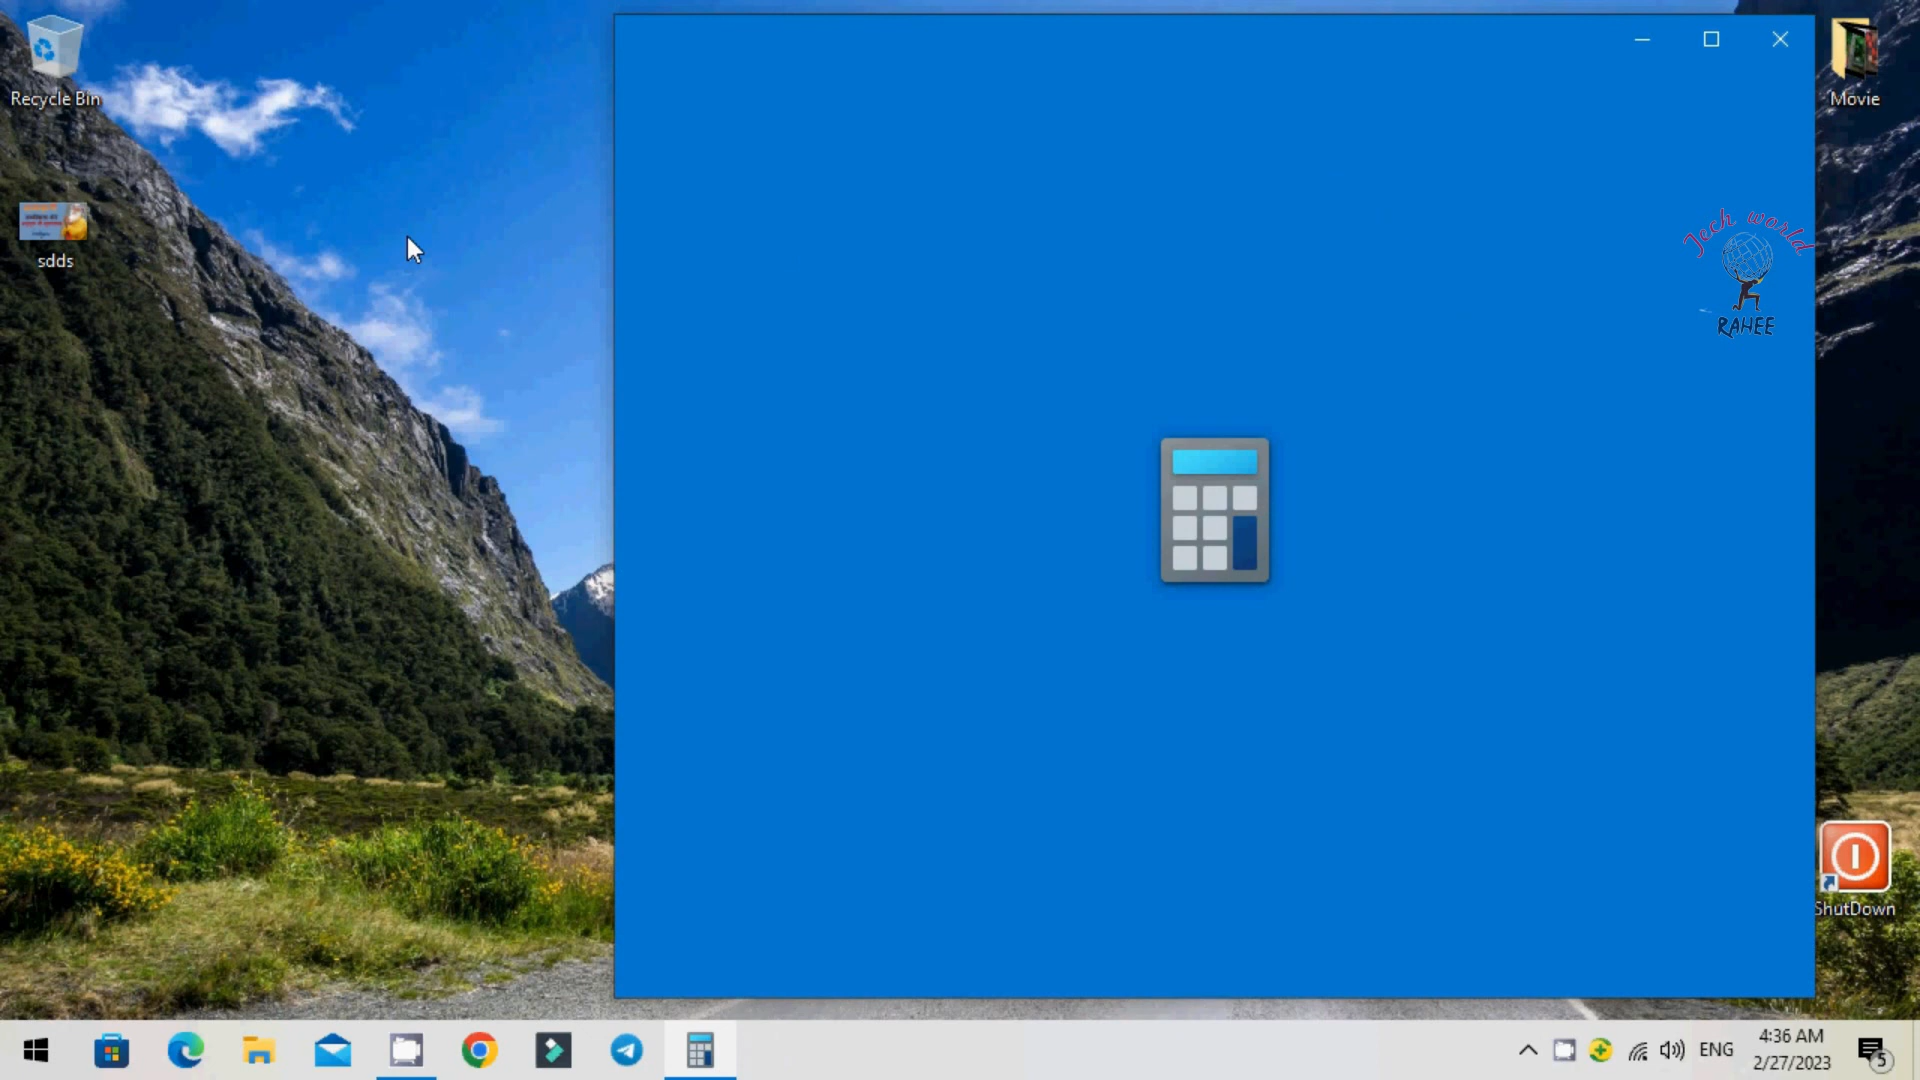 Recycle Bin
Movie
Tech world
RAHEE
sdds
ShutDown
ENG
4:36 AM
2/27/2023
5